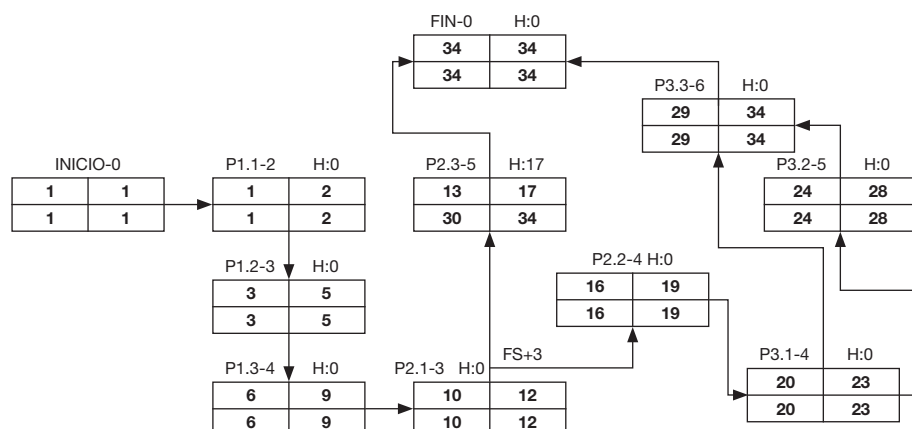 FIN-0 H:0
34 34
34 34
P3.3-6 H:0
29 34
29 34
INICIO-0
1 1
1 1
P1.1-2 H:0
1 2
1 2
P2.3-5 H:17
13 17
30 34
P3.2-5 H:0
24 28
24 28
P1.2-3 H:0
3 5
3 5
P2.2-4 H:0
16 19
16 19
FS+3
P1.3-4 H:0
6 9
6 9
P2.1-3 H:0
10 12
10 12
P3.1-4 H:0
20 23
20 23